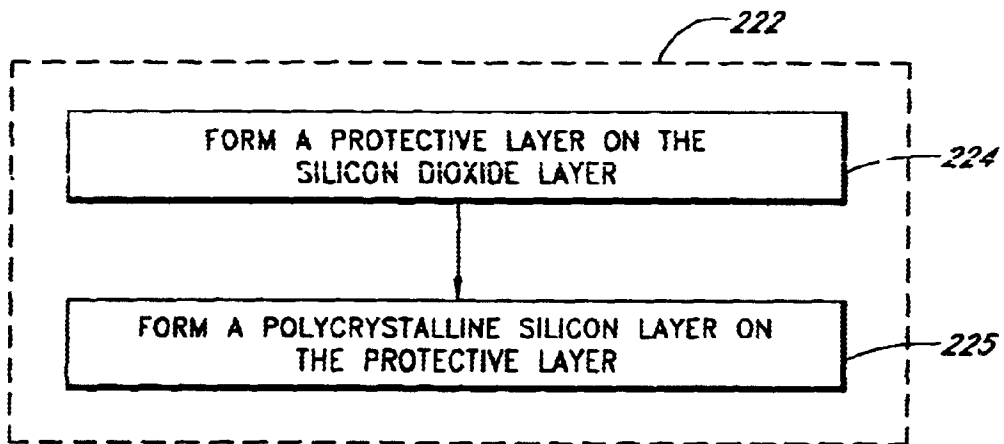 222
FORM A PROTECTIVE LAYER ON THE
SILICON DIOXIDE LAYER
224
FORM A POLYCRYSTALLINE SILICON LAYER ON
THE PROTECTIVE LAYER
225